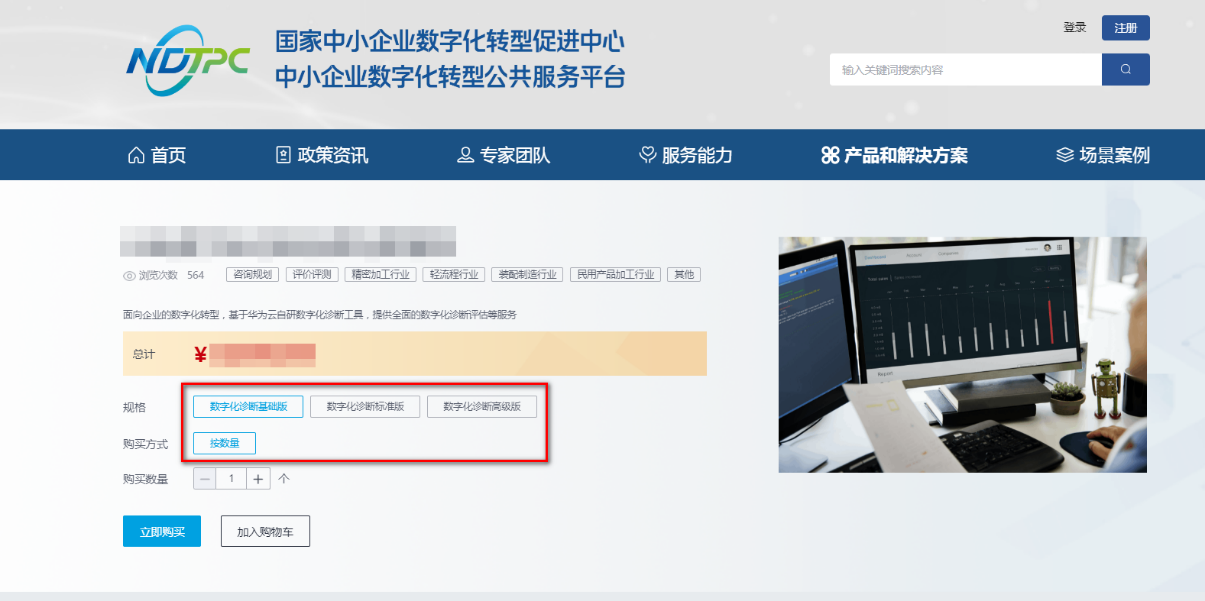 登录 注册
NDTPC 国家中小企业数字化转型促进中心
中小企业数字化转型公共服务平台
输入关键词搜索内容
首页 政策资讯 专家团队 服务能力 产品和解决方案 场景案例
浏览次数 564 咨询规划 评价评测 精密加工行业 轻流程行业 装配制造行业 民用产品加工行业 其他
面向企业的数字化转型，基于华为云自研数字化诊断工具，提供全面的数字化诊断评估等服务
总计 ¥
规格 数字化诊断基础版 数字化诊断标准版 数字化诊断高级版
购买方式 按数量
购买数量 － 1 + 个
立即购买 加入购物车